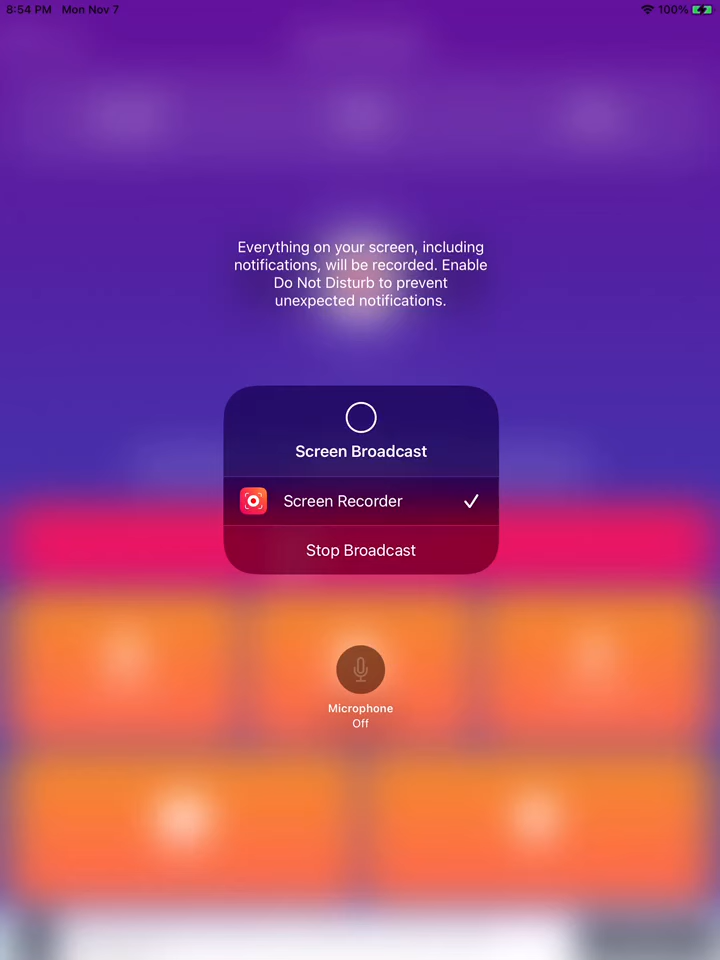 8:54 PM Mon Nov 7 100%
Everything on your screen, including
notifications, will be recorded. Enable
Do Not Disturb to prevent
unexpected notifications.
Screen Broadcast
Screen Recorder
Stop Broadcast
Microphone
Off